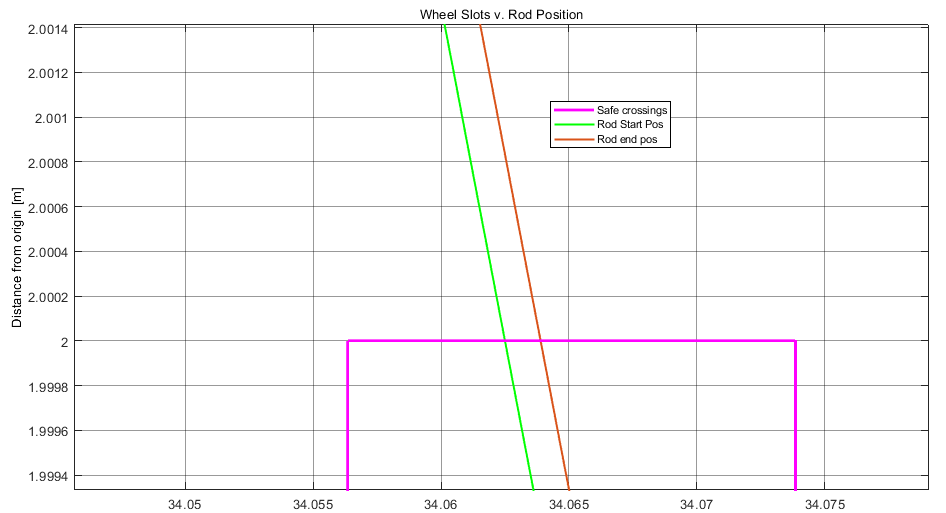 Wheel Slots v. Rod Position
Distance from origin [m]
2.0014
2.0012
2.001
2.0008
2.0006
2.0004
2.0002
2
1.9998
1.9996
1.9994
Safe crossings
Rod Start Pos
Rod end pos
34.05 34.055 34.06 34.065 34.07 34.075